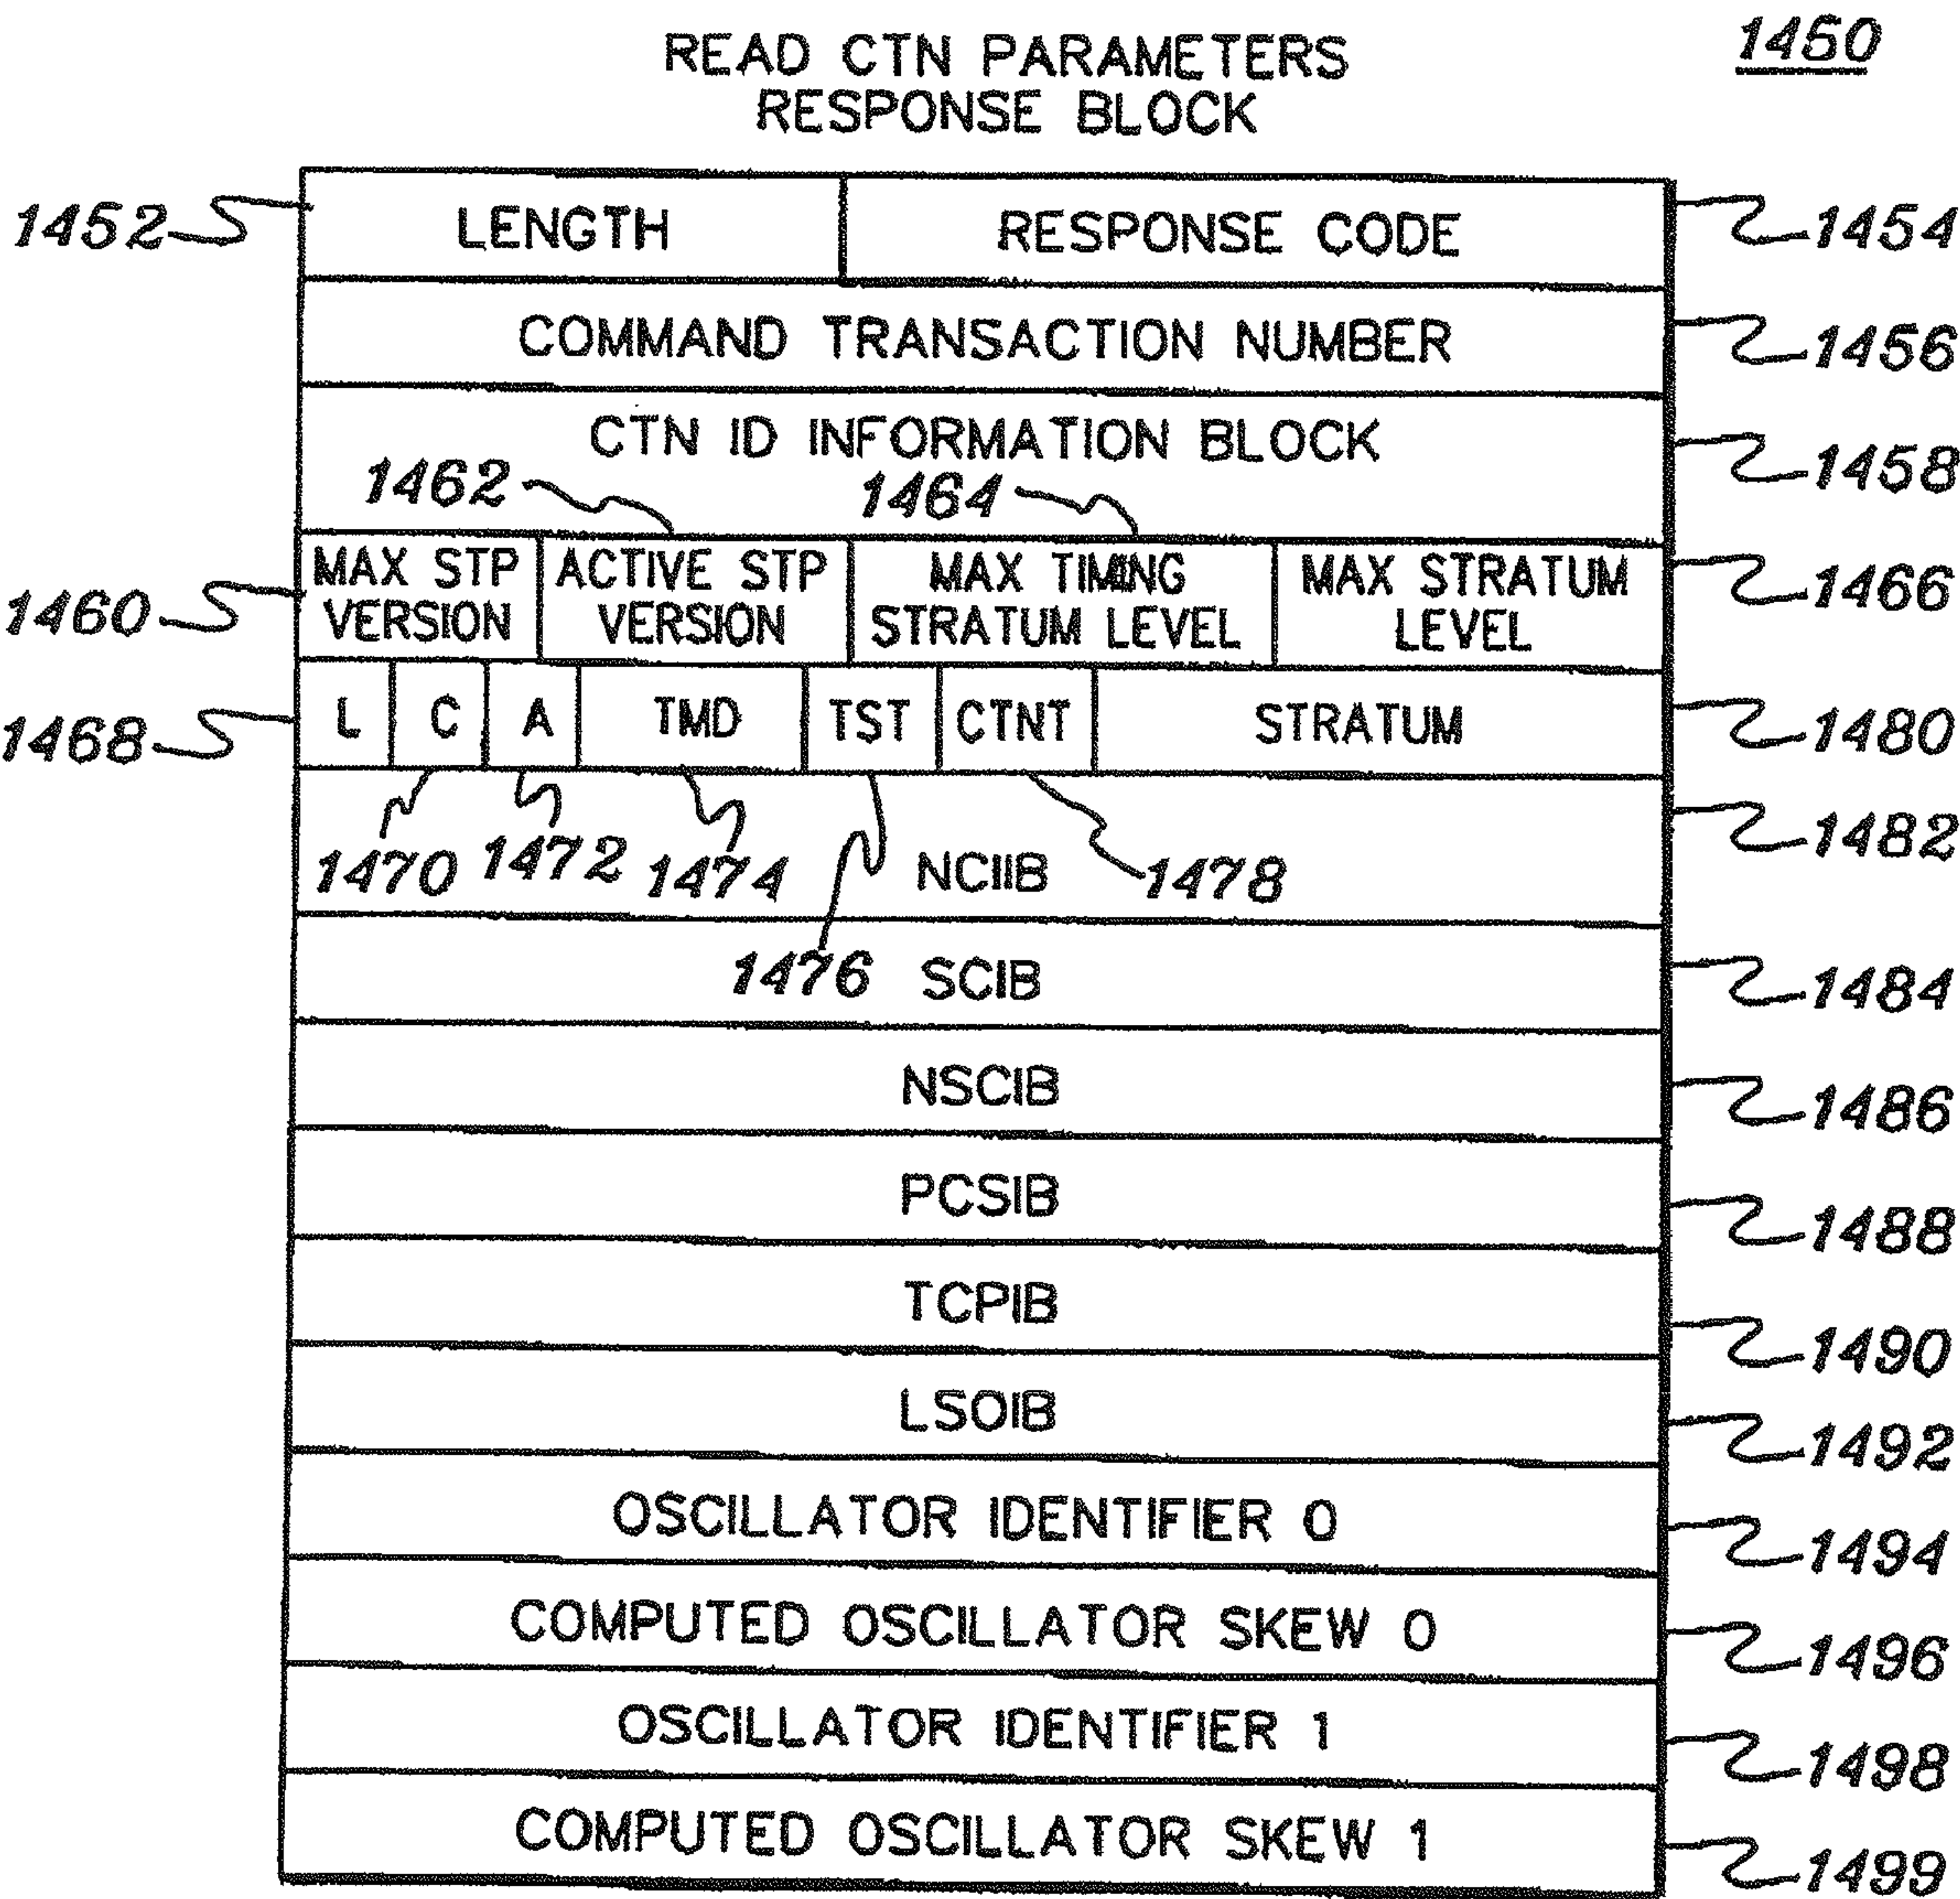 1450
READ CTN PARAMETERS
RESPONSE BLOCK
1452 LENGTH RESPONSE CODE 1454
COMMAND TRANSACTION NUMBER 1456
CTN ID INFORMATION BLOCK 1458
1462 1464
1460 MAX STP VERSION ACTIVE STP VERSION MAX TIMING STRATUM LEVEL MAX STRATUM LEVEL 1466
1468 L C A TMD TST CTNT STRATUM 1480
1482
1470 1472 1474 NCIIB 1478
1476 SCIB 1484
NSCIB 1486
PCSIB 1488
TCPIB 1490
LSOIB 1492
OSCILLATOR IDENTIFIER 0 1494
COMPUTED OSCILLATOR SKEW 0 1496
OSCILLATOR IDENTIFIER 1 1498
COMPUTED OSCILLATOR SKEW 1 1499